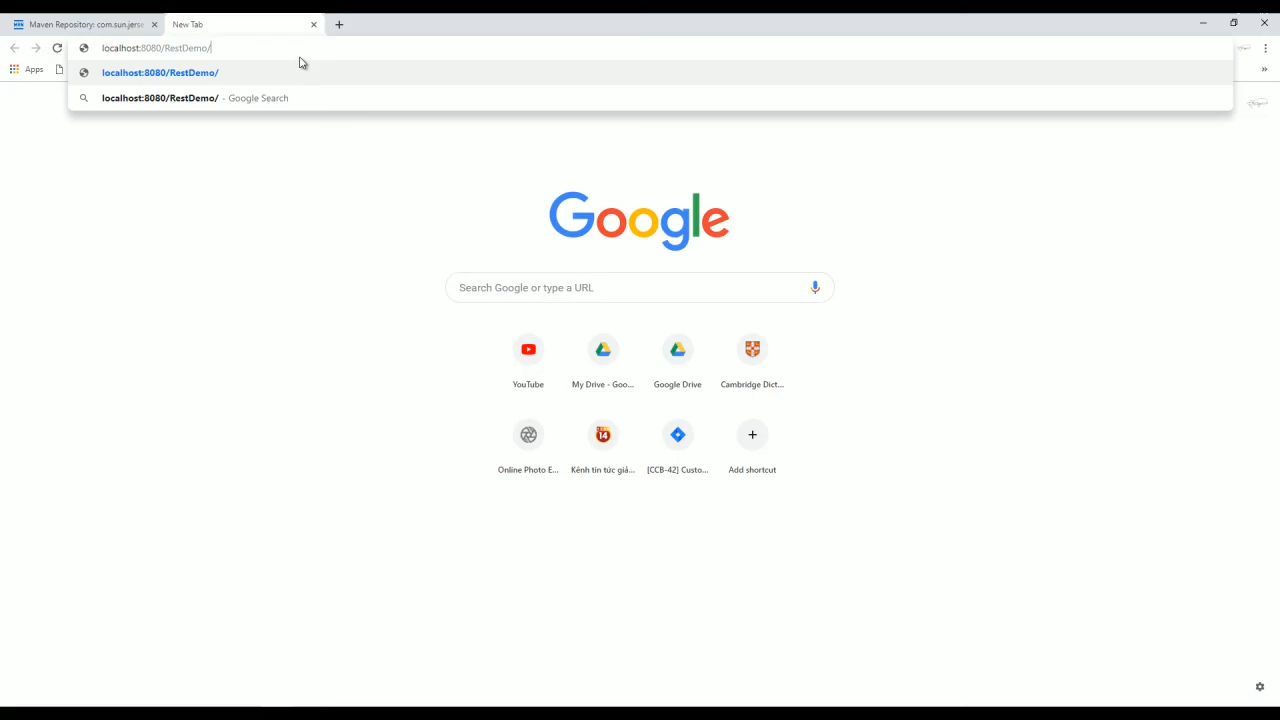 Maven Repository: com.sun.jerse
New Tab
localhost:8080/RestDemo/
Apps
localhost:8080/RestDemo/
localhost:8080/RestDemo/ - Google Search
Google
Search Google or type a URL
YouTube
My Drive - Goo...
Google Drive
Cambridge Dict...
Online Photo E...
Kênh tin tức giả...
[CCB-42] Custo...
Add shortcut